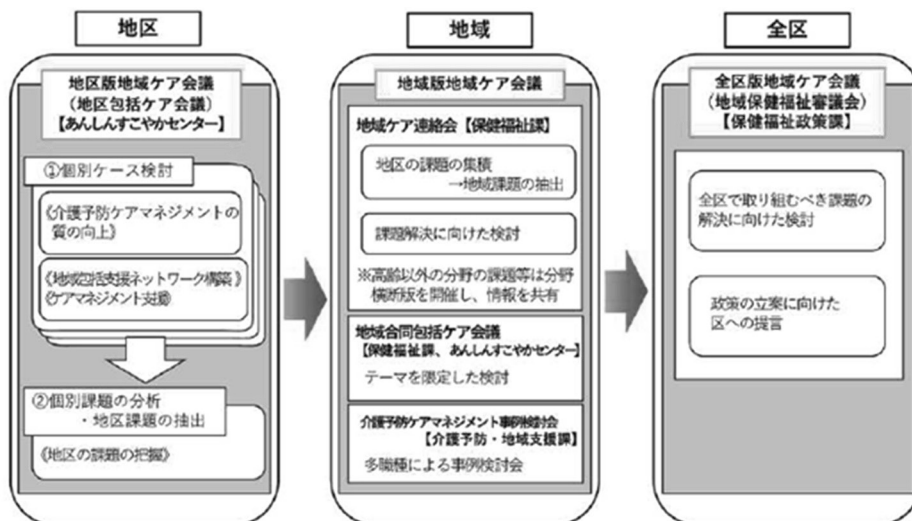 地区
地区版地域ケア会議
(地区包括ケア会議)
【あんしんすこやかセンター】
①個別ケース検討
《介護予防ケアマネジメントの
質の向上》
《地域包括支援ネットワーク構築》
《ケアマネジメント支援》
②個別課題の分析
・地区課題の抽出
《地区の課題の把握》
地域
地域版地域ケア会議
地域ケア連絡会【保健福祉課】
地区の課題の集積
→地域課題の抽出
課題解決に向けた検討
※高齢以外の分野の課題等は分野
横断版を開催し、情報を共有
地域合同包括ケア会議
【保健福祉課、あんしんすこやかセンター】
テーマを限定した検討
介護予防ケアマネジメント事例検討会
【介護予防・地域支援課】
多職種による事例検討会
全区
全区版地域ケア会議
(地域保健福祉審議会)
【保健福祉政策課】
全区で取り組むべき課題の
解決に向けた検討
政策の立案に向けた
区への提言